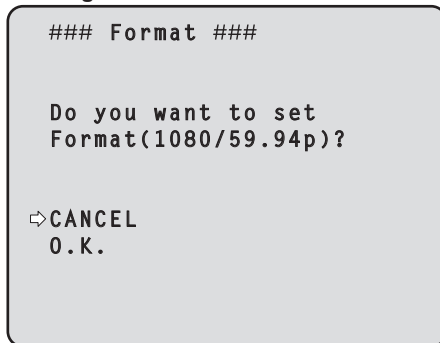 ### Format ###
Do you want to set
Format(1080/59.94p)?
⇨CANCEL
O.K.